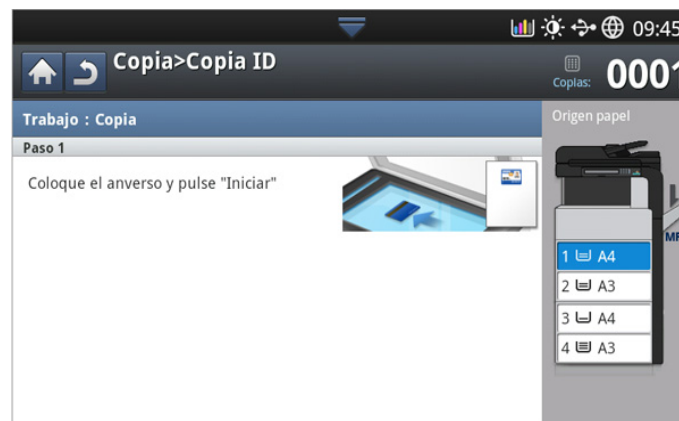 09:45
Copia>Copia ID
Copias:
0001
Trabajo : Copia
Origen papel
Paso 1
Coloque el anverso y pulse "Iniciar"
1 A4
2 A3
3 A4
4 A3